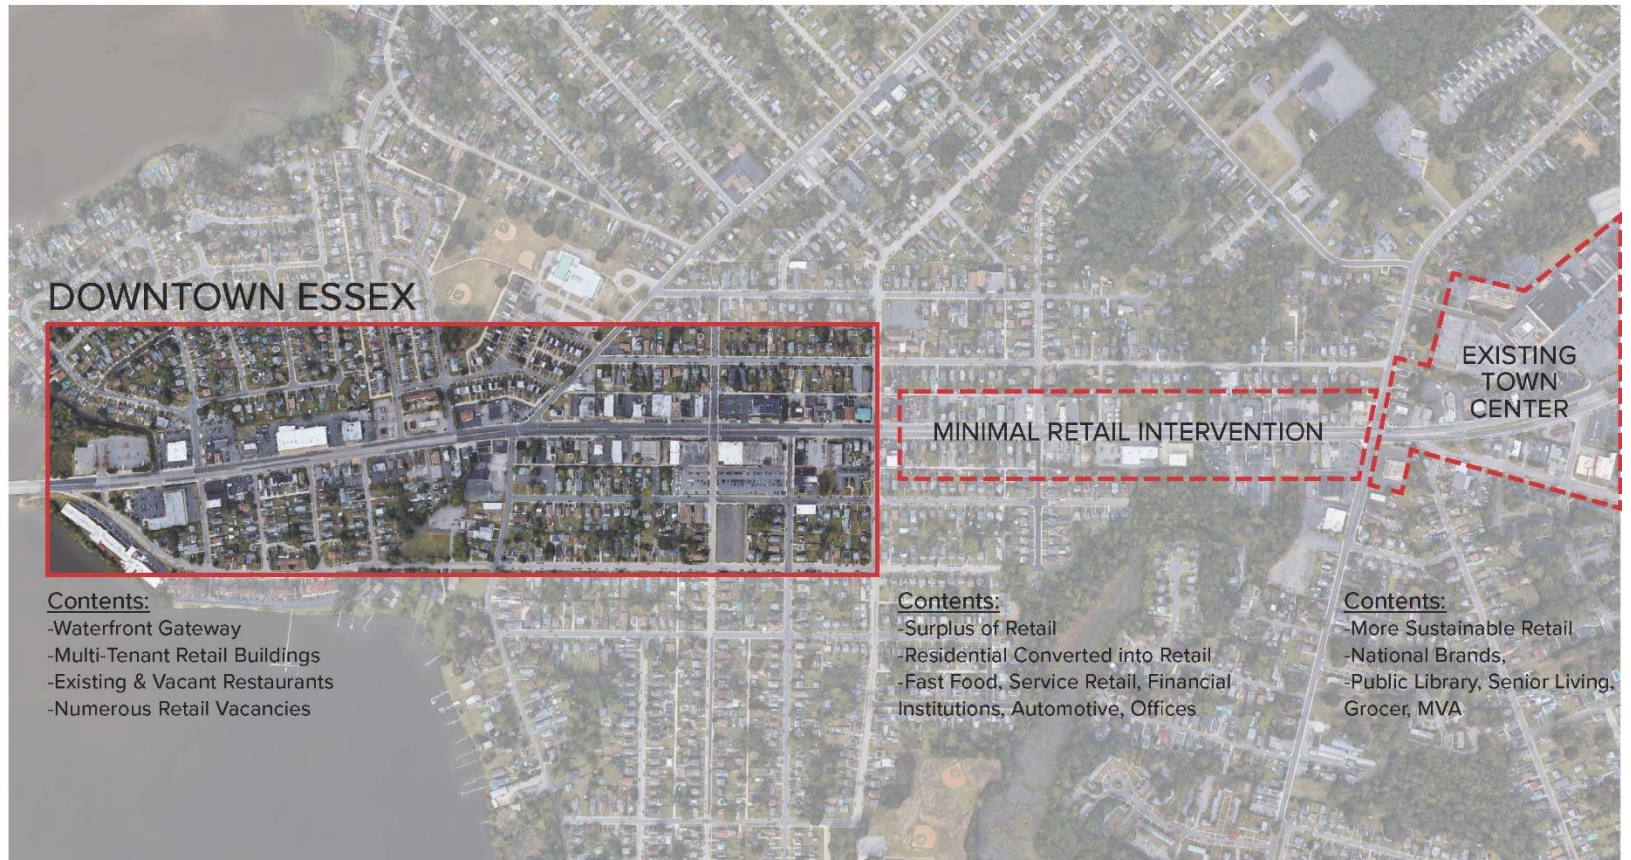 DOWNTOWN ESSEX
EXISTING
TOWN
CENTER
MINIMAL RETAIL INTERVENTION
Contents:
-Waterfront Gateway
-Multi-Tenant Retail Buildings
-Existing & Vacant Restaurants
-Numerous Retail Vacancies
Contents:
-Surplus of Retail
-Residential Converted into Retail
-Fast Food, Service Retail, Financial
Institutions, Automotive, Offices
Contents:
-More Sustainable Retail
-National Brands,
-Public Library, Senior Living,
Grocer, MVA